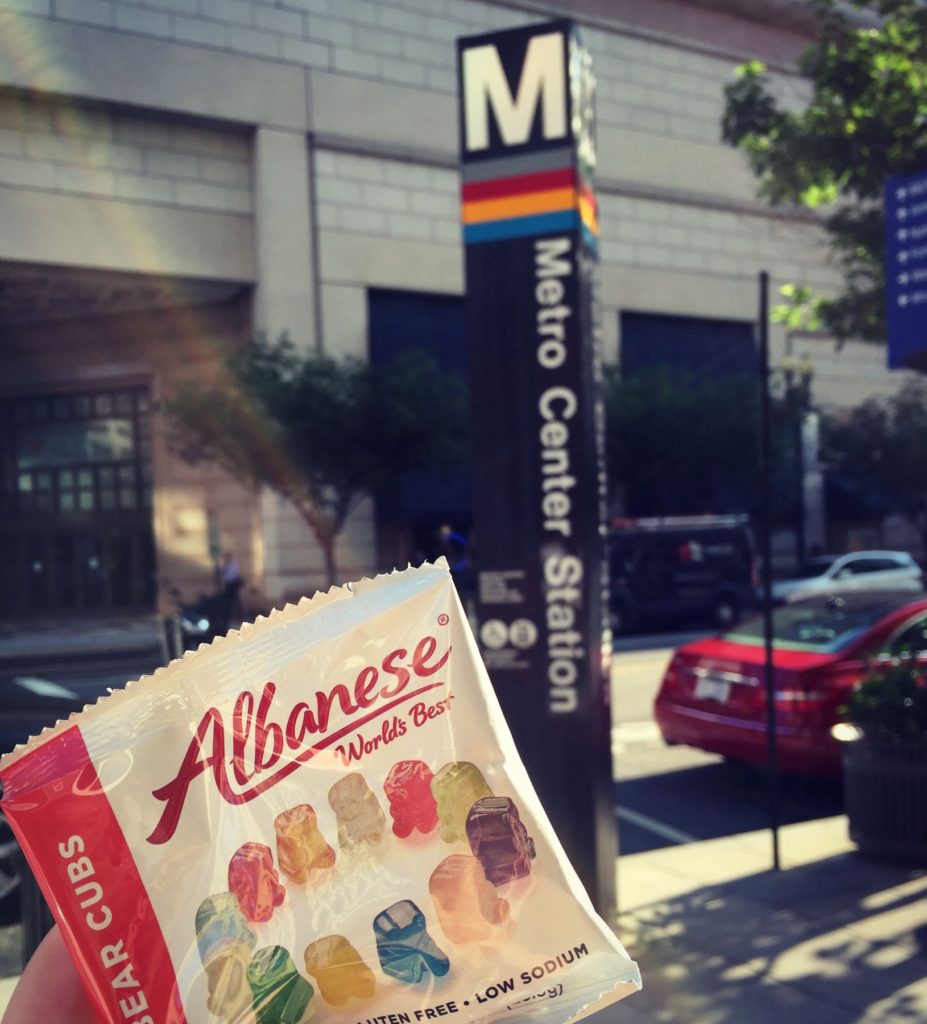 M
Metro Center Station
Albanese®
World's Best
BEAR CUBS
LUTEN FREE • LOW SODIUM